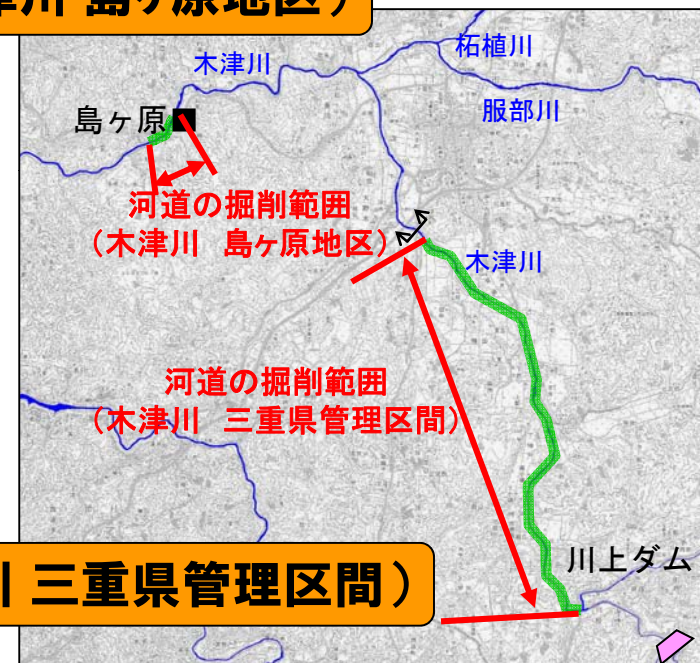 津川 島ヶ原地区）
柘植川
木津川
服部川
島ヶ原
河道の掘削範囲
（木津川 島ヶ原地区）
木津川
河道の掘削範囲
（木津川 三重県管理区間）
川上ダム
三重県管理区間）